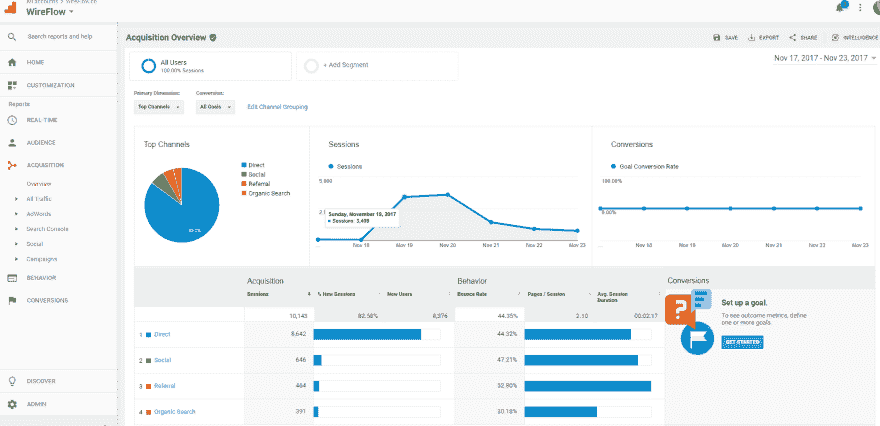 WireFlow
Search reports and help
Acquisition Overview
SAVE
EXPORT
SHARE
INTELLIGENCE
HOME
CUSTOMIZATION
Reports
REAL-TIME
AUDIENCE
ACQUISITION
Overview
All Traffic
AdWords
Search Console
Social
Campaigns
BEHAVIOR
CONVERSIONS
DISCOVER
ADMIN
All Users
100.00% Sessions
+ Add Segment
Nov 17, 2017 - Nov 23, 2017
Primary Dimension:
Conversion:
Top Channels
All Goals
Edit Channel Grouping
Top Channels
Direct
Social
Referral
Organic Search
Sessions
Sessions
5,000
Sunday, November 19, 2017
Sessions:
Nov 18
Nov 19
Nov 20
Nov 21
Nov 22
Nov 23
Conversions
Goal Conversion Rate
100.00%
0.00%
Nov 18
Nov 19
Nov 20
Nov 21
Nov 22
Nov 23
Acquisition
Behavior
Conversions
Sessions
% New Sessions
New Users
Bounce Rate
Pages / Session
Avg. Session
Duration
10,143
82.58%
8,376
44.35%
2.10
00:02:17
1 Direct
8,642
44.32%
2 Social
646
47.21%
3 Referral
464
4 Organic Search
391
30.18%
Set up a goal.
To see outcome metrics, define
one or more goals.
GET STARTED